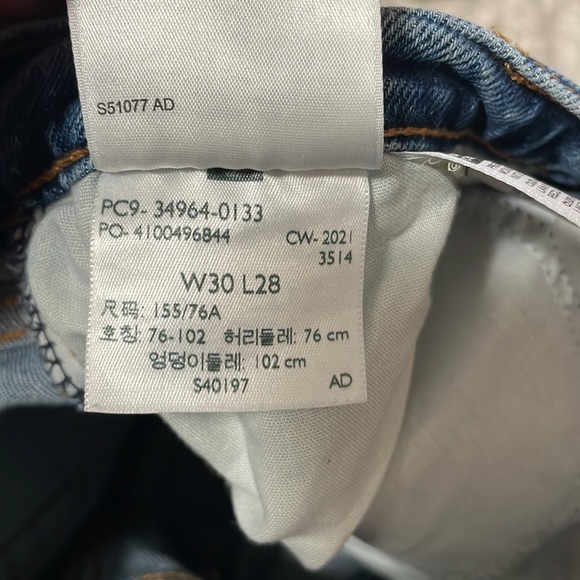 S51077 AD
PC9- 34964-0133
PO- 4100496844 CW- 2021
3514
W30 L28
尺码: 155/76A
호칭: 76-102 허리둘레: 76 cm
엉덩이둘레: 102 cm
S40197 AD